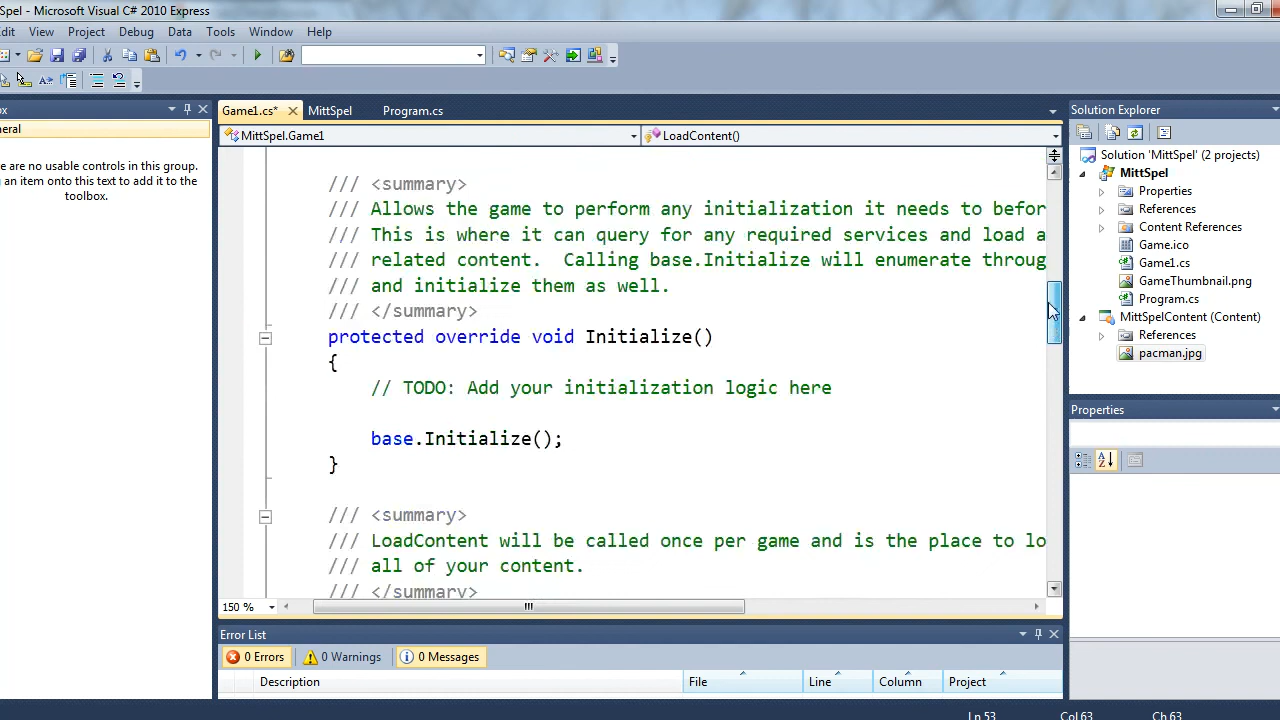 Spel - Microsoft Visual C# 2010 Express
Edit View Project Debug Data Tools Window Help
Game1.cs* MittSpel Program.cs
MittSpel.Game1 LoadContent()
/// <summary>
/// Allows the game to perform any initialization it needs to befor
/// This is where it can query for any required services and load a
/// related content.  Calling base.Initialize will enumerate throug
/// and initialize them as well.
/// </summary>
protected override void Initialize()
{
// TODO: Add your initialization logic here
base.Initialize();
}
/// <summary>
/// LoadContent will be called once per game and is the place to lo
/// all of your content.
/// </summary>
150 %
ox
neral
re are no usable controls in this group.
g an item onto this text to add it to the
toolbox.
Solution Explorer
Solution 'MittSpel' (2 projects)
MittSpel
Properties
References
Content References
Game.ico
Game1.cs
GameThumbnail.png
Program.cs
MittSpelContent (Content)
References
pacman.jpg
Properties
Error List
0 Errors 0 Warnings 0 Messages
Description File Line Column Project
Ln 53 Col 63 Ch 63